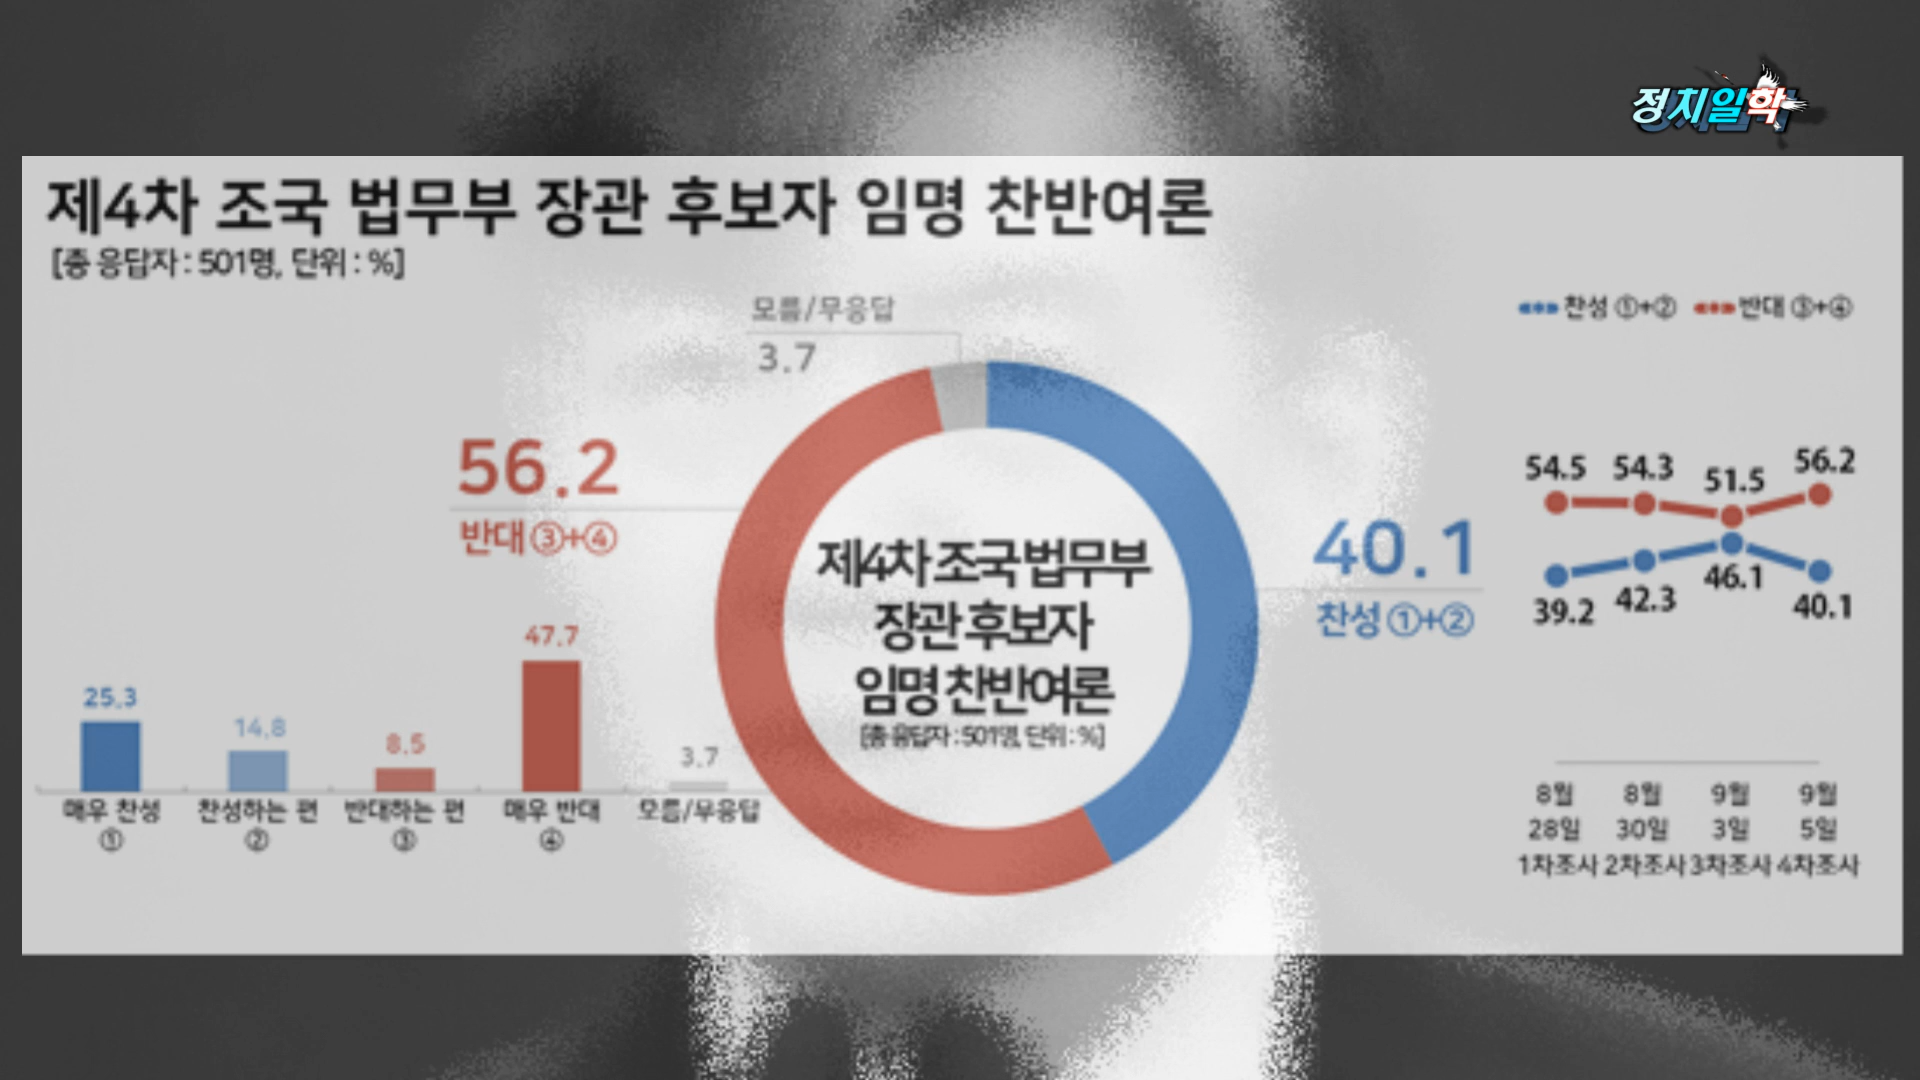 정치일학
제4차 조국 법무부 장관 후보자 임명 찬반여론
[총 응답자 : 501명, 단위 : %]
모름/무응답
3.7
56.2
반대 ③+④
40.1
찬성 ①+②
제4차 조국 법무부
장관 후보자
임명 찬반여론
[총 응답자 : 501명, 단위 : %]
25.3
14.8
8.5
47.7
3.7
매우 찬성
①
찬성하는 편
②
반대하는 편
③
매우 반대
④
모름/무응답
찬성 ①+② 반대 ③+④
54.5 54.3 51.5 56.2
39.2 42.3 46.1 40.1
8월 8월 9월 9월
28일 30일 3일 5일
1차조사 2차조사 3차조사 4차조사